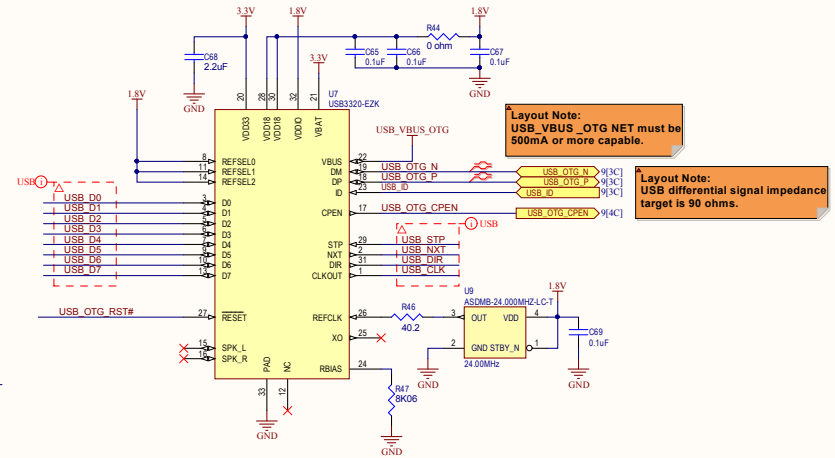 3.3V
1.8V
1.8V
C68
2.2uF
GND
R44
0 ohm
C65
0.1uF
C66
0.1uF
C67
0.1uF
GND
3.3V
1.8V
20
28
30
32
21
U7
USB3320-EZK
VDD33
VDD18
VDD18
VDDIO
VBAT
8
REFSEL0
11
REFSEL1
14
REFSEL2
USB
USB_D0
3
D0
USB_D1
4
D1
USB_D2
5
D2
USB_D3
6
D3
USB_D4
7
D4
USB_D5
9
D5
USB_D6
10
D6
USB_D7
13
D7
USB_OTG_RST#
27
RESET
15
SPK_L
16
SPK_R
PAD
33
GND
NC
12
USB_VBUS_OTG
VBUS
22
DM
19
USB_OTG_N
USB_OTG_N
9[3C]
DP
18
USB_OTG_P
USB_OTG_P
9[3C]
ID
23
USB_ID
USB_ID
9[3C]
CPEN
17
USB_OTG_CPEN
USB_OTG_CPEN
9[4C]
USB
STP
29
USB_STP
NXT
2
USB_NXT
DIR
31
USB_DIR
CLKOUT
1
USB_CLK
REFCLK
26
R46
40.2
XO
25
RBIAS
24
R47
8K06
GND
U9
ASDMB-24.000MHZ-LC-T
3
OUT
VDD
4
2
GND
STBY_N
1
24.00MHz
GND
1.8V
C69
0.1uF
GND
Layout Note:
USB_VBUS _OTG NET must be
500mA or more capable.
Layout Note:
USB differential signal impedance
target is 90 ohms.